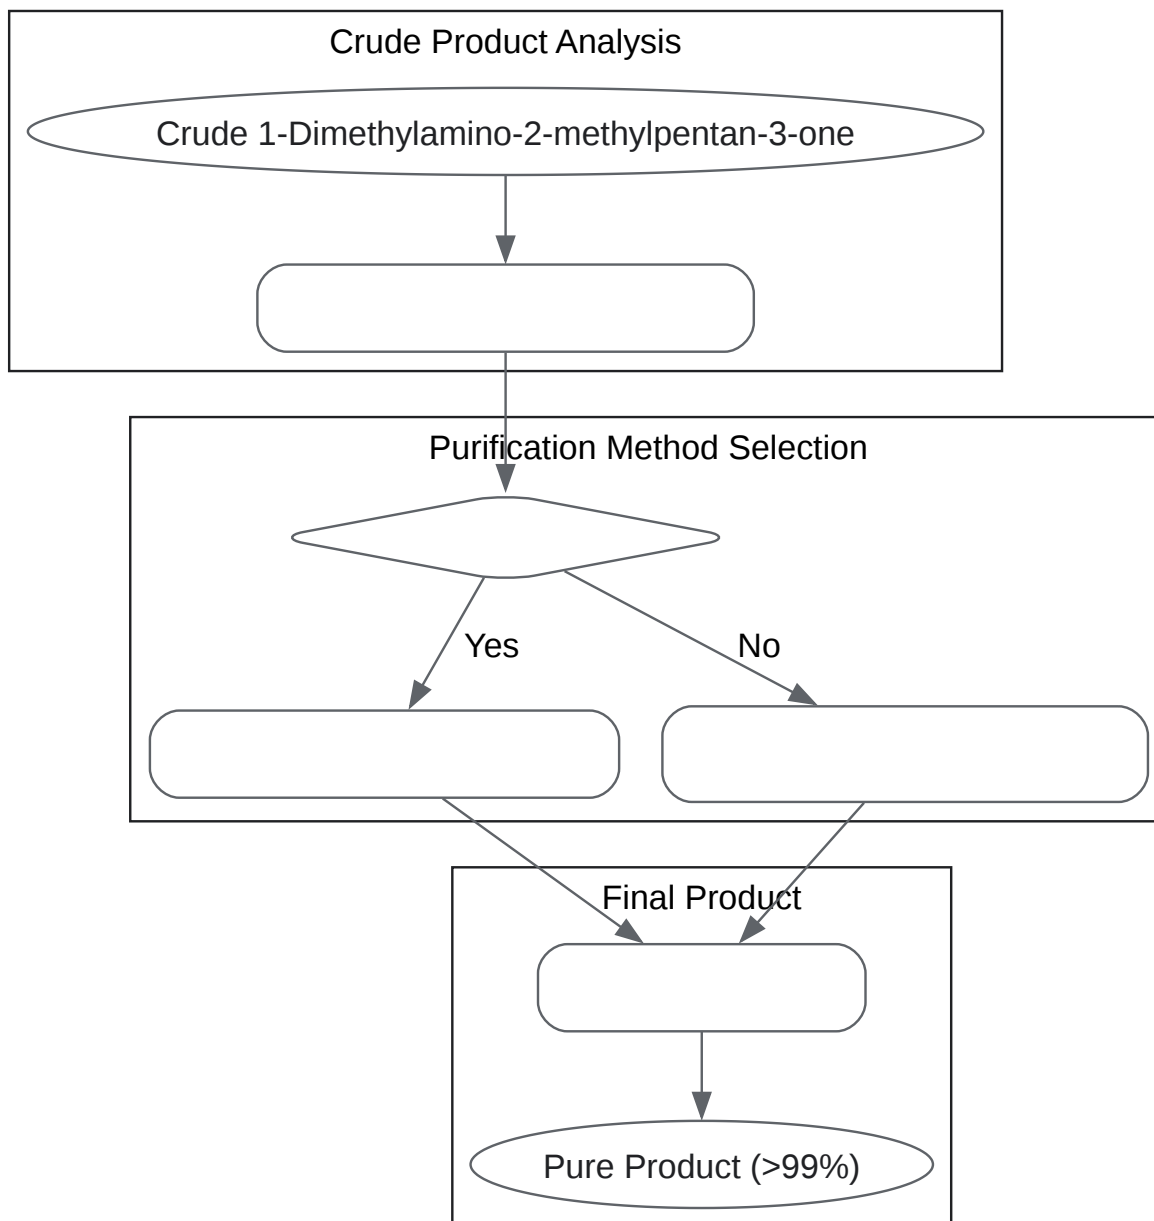 Crude Product Analysis
Crude 1-Dimethylamino-2-methylpentan-3-one
Purification Method Selection
Yes
No
Final Product
Pure Product (>99%)